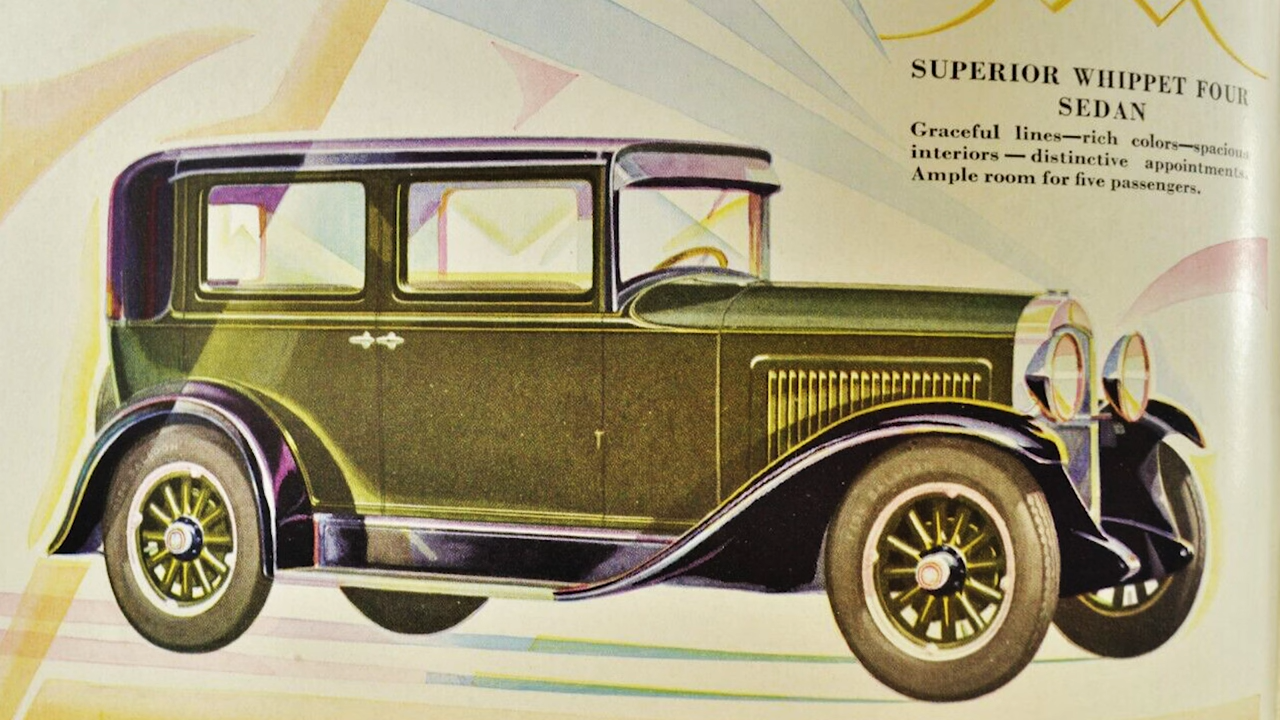 SUPERIOR WHIPPET FOUR
SEDAN
Graceful lines—rich colors—spacious
interiors — distinctive appointments.
Ample room for five passengers.